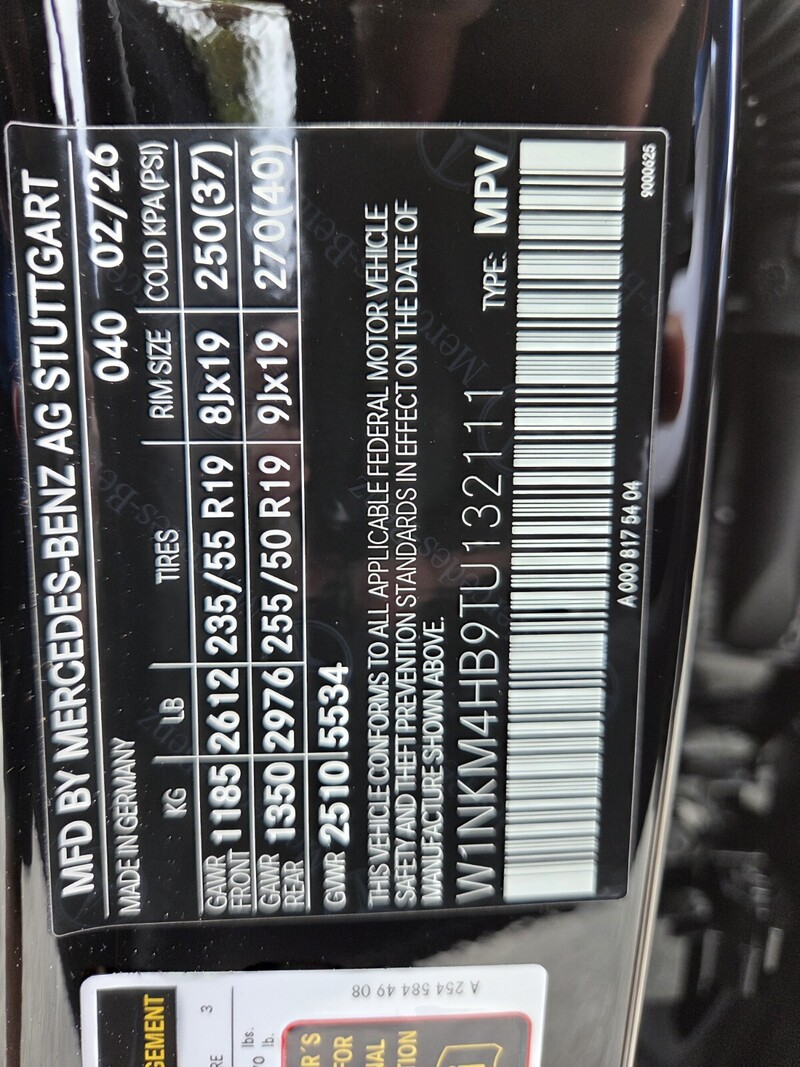 MFD BY MERCEDES-BENZ AG STUTTGART
MADE IN GERMANY 040 02/26
KG LB TIRES RIM SIZE COLD KPA(PSI)
GAWR FRONT 1185 2612 235/55 R19 8Jx19 250(37)
GAWR REAR 1350 2976 255/50 R19 9Jx19 270(40)
GVWR 2510 5534
THIS VEHICLE CONFORMS TO ALL APPLICABLE FEDERAL MOTOR VEHICLE
SAFETY AND THEFT PREVENTION STANDARDS IN EFFECT ON THE DATE OF
MANUFACTURE SHOWN ABOVE.
W1NKM4HB9TU132111 TYPE: MPV
A 000 817 54 04 9000625
A 254 584 49 08
3
lbs.
lb.
FOR